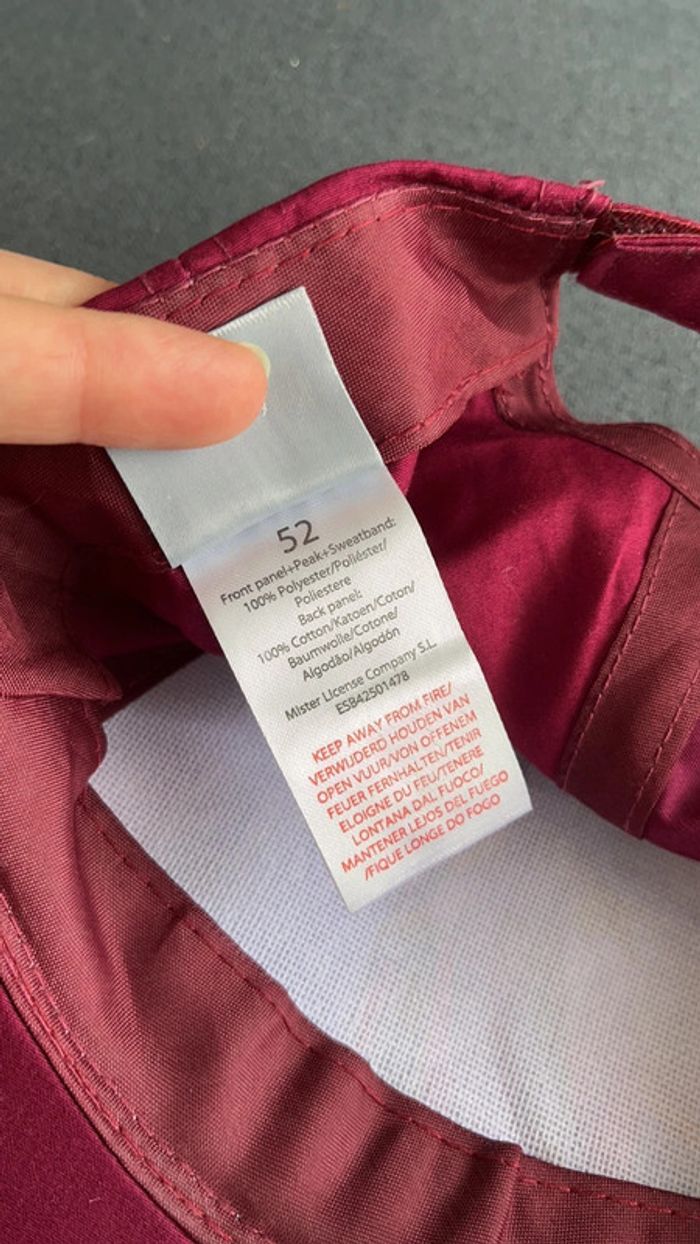 52
Front panel+Peak+Sweatband:
100% Polyester/Poliéster/
Poliestere
Back panel:
100% Cotton/Katoen/Coton/
Baumwolle/Cotone/
Algodão/Algodón
Mister License Company S.L.
ESB42501478
KEEP AWAY FROM FIRE/
VERWIJDERD HOUDEN VAN
OPEN VUUR/VON OFFENEM
FEUER FERNHALTEN/TENIR
ELOIGNE DU FEU/TENERE
LONTANA DAL FUOCO/
MANTENER LEJOS DEL FUEGO
/FIQUE LONGE DO FOGO